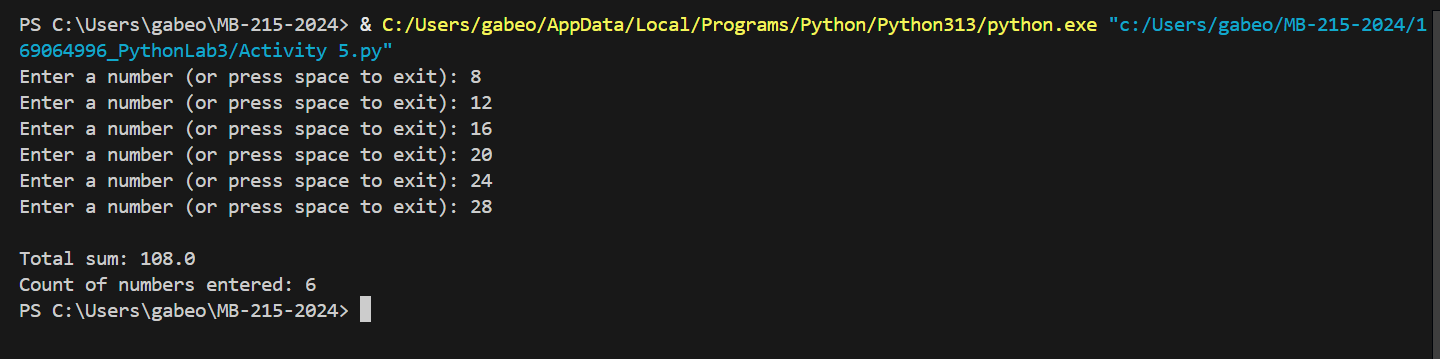 PS C:\Users\gabeo\MB-215-2024> & C:/Users/gabeo/AppData/Local/Programs/Python/Python313/python.exe "c:/Users/gabeo/MB-215-2024/1
69064996_PythonLab3/Activity 5.py"
Enter a number (or press space to exit): 8
Enter a number (or press space to exit): 12
Enter a number (or press space to exit): 16
Enter a number (or press space to exit): 20
Enter a number (or press space to exit): 24
Enter a number (or press space to exit): 28
Total sum: 108.0
Count of numbers entered: 6
PS C:\Users\gabeo\MB-215-2024>